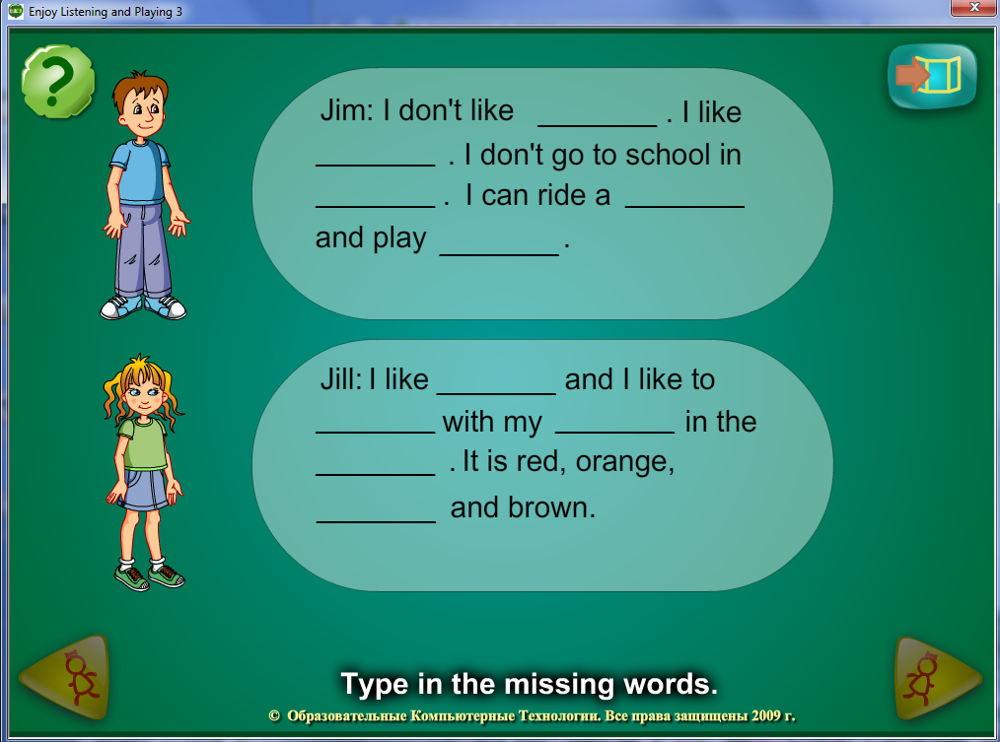 Enjoy Listening and Playing 3
Jim: I don't like ________ . I like
________ . I don't go to school in
________ . I can ride a ________
and play ________ .
Jill: I like ________ and I like to
________ with my ________ in the
________ . It is red, orange,
________ and brown.
Type in the missing words.
© Образовательные Компьютерные Технологии. Все права защищены 2009 г.